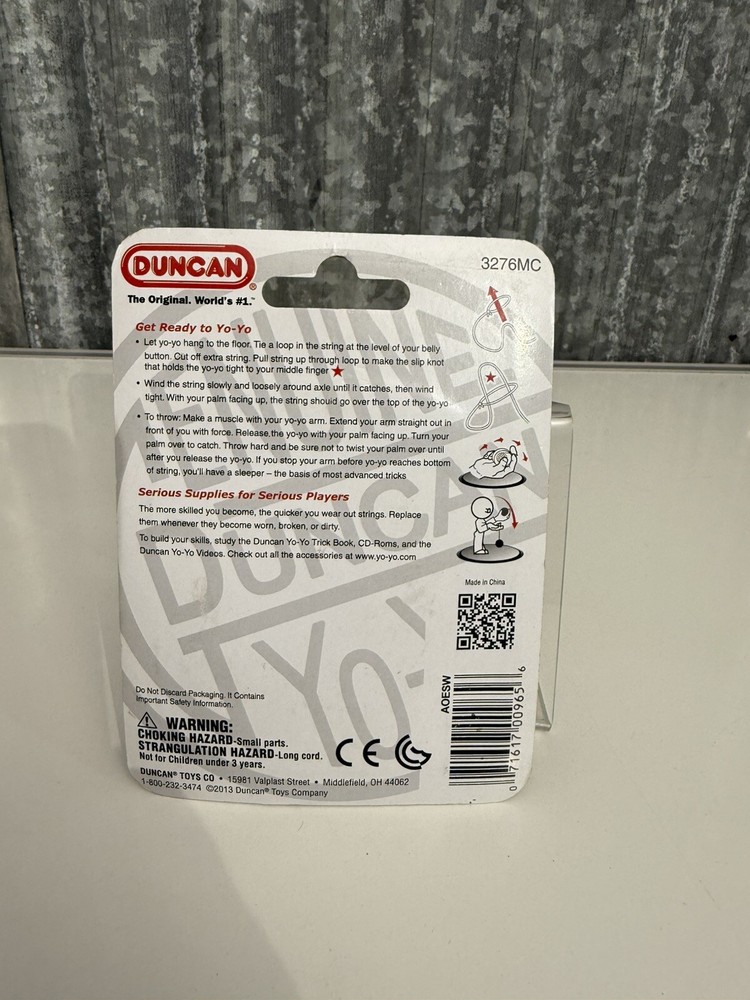 DUNCAN®
The Original. World's #1.™
3276MC
Get Ready to Yo-Yo
• Let yo-yo hang to the floor. Tie a loop in the string at the level of your belly
button. Cut off extra string. Pull string up through loop to make the slip knot
that holds the yo-yo tight to your middle finger ★
• Wind the string slowly and loosely around axle until it catches, then wind
tight. With your palm facing up, the string should go over the top of the yo-yo
• To throw: Make a muscle with your yo-yo arm. Extend your arm straight out in
front of you with force. Release the yo-yo with your palm facing up. Turn your
palm over to catch. Throw hard and be sure not to twist your palm over until
after you release the yo-yo. If you stop your arm before yo-yo reaches bottom
of string, you'll have a sleeper – the basis of most advanced tricks
Serious Supplies for Serious Players
The more skilled you become, the quicker you wear out strings. Replace
them whenever they become worn, broken, or dirty.
To build your skills, study the Duncan Yo-Yo Trick Book, CD-Roms, and the
Duncan Yo-Yo Videos. Check out all the accessories at www.yo-yo.com
Made in China
AOESW
0 71617 00965 6
Do Not Discard Packaging. It Contains
Important Safety Information.
⚠ WARNING:
CHOKING HAZARD-Small parts.
STRANGULATION HAZARD-Long cord.
Not for Children under 3 years.
CE
DUNCAN® TOYS CO • 15981 Valplast Street • Middlefield, OH 44062
1-800-232-3474 ©2013 Duncan® Toys Company
DUNCAN
YO-